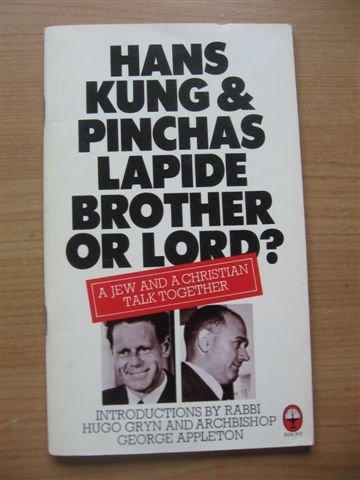 HANS
KUNG &
PINCHAS
LAPIDE
BROTHER
OR LORD?
A JEW AND A CHRISTIAN
TALK TOGETHER
INTRODUCTIONS BY RABBI
HUGO GRYN AND ARCHBISHOP
GEORGE APPLETON
FOUNT